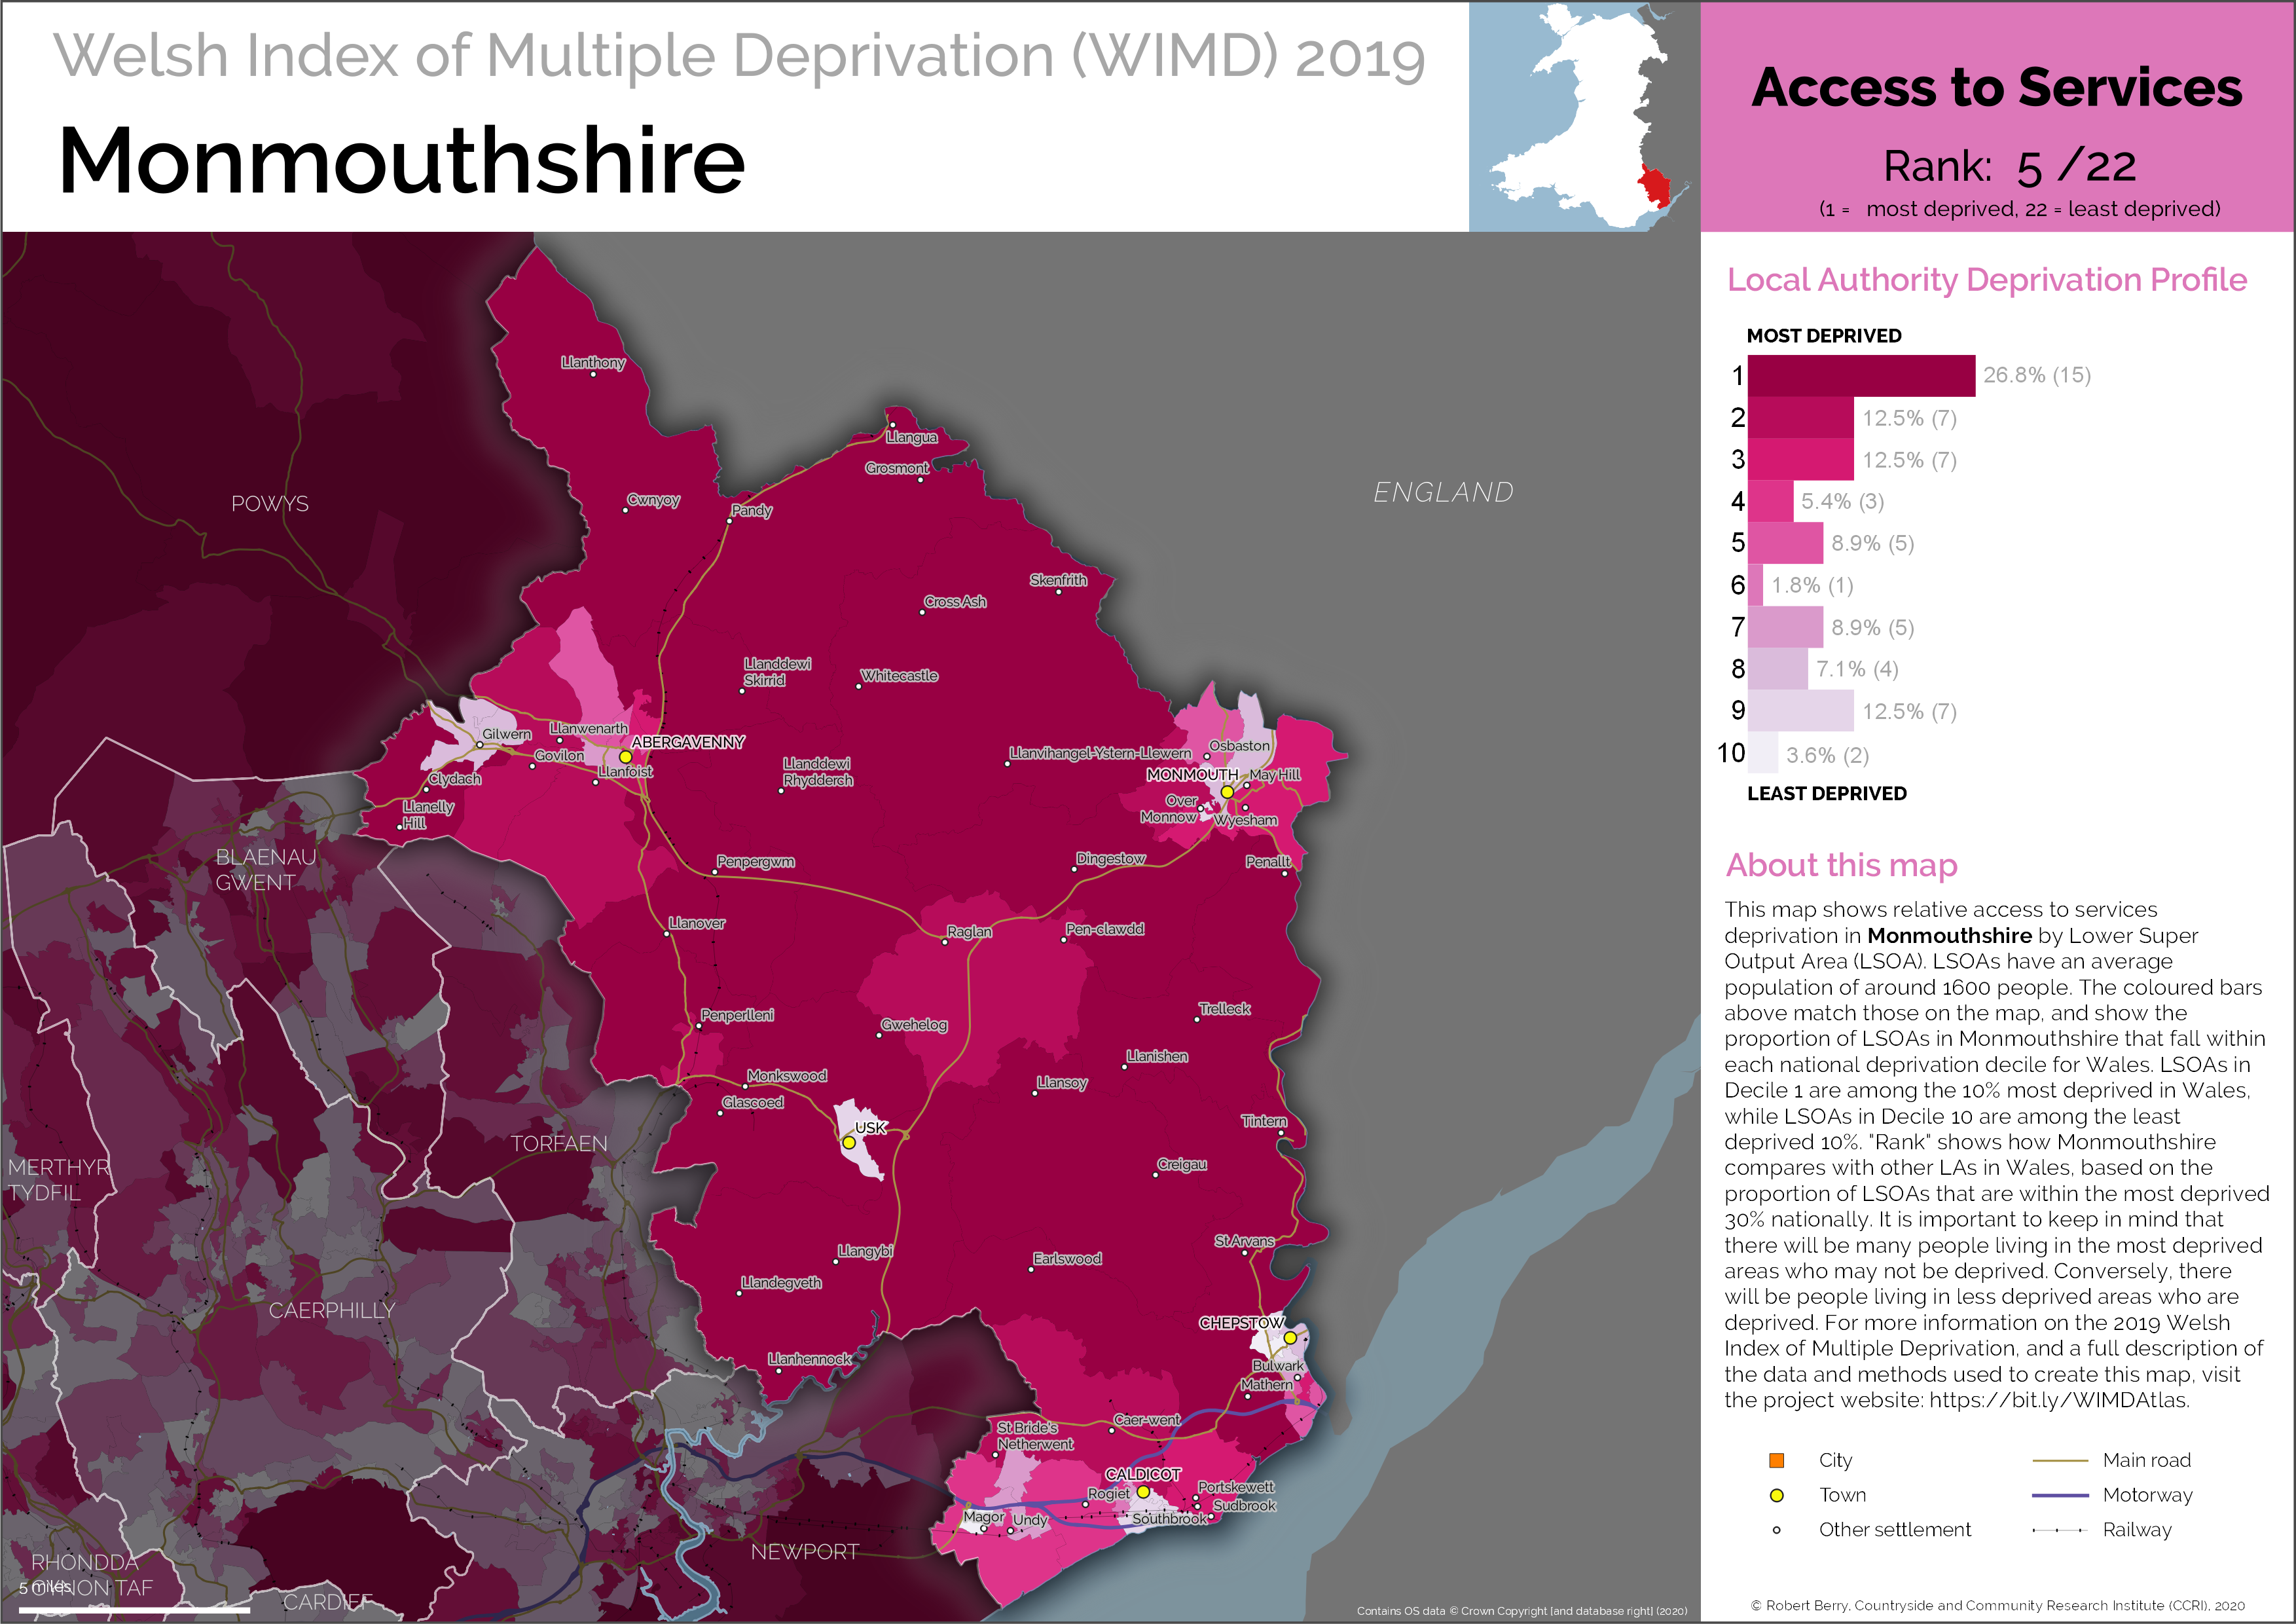 Welsh Index of Multiple Deprivation (WIMD) 2019
Monmouthshire
Access to Services
Rank: 5 /22
(1 = most deprived, 22 = least deprived)
Local Authority Deprivation Profile
MOST DEPRIVED
1 26.8% (15)
2 12.5% (7)
3 12.5% (7)
4 5.4% (3)
5 8.9% (5)
6 1.8% (1)
7 8.9% (5)
8 7.1% (4)
9 12.5% (7)
10 3.6% (2)
LEAST DEPRIVED
About this map
This map shows relative access to services
deprivation in Monmouthshire by Lower Super
Output Area (LSOA). LSOAs have an average
population of around 1600 people. The coloured bars
above match those on the map, and show the
proportion of LSOAs in Monmouthshire that fall within
each national deprivation decile for Wales. LSOAs in
Decile 1 are among the 10% most deprived in Wales,
while LSOAs in Decile 10 are among the least
deprived 10%. "Rank" shows how Monmouthshire
compares with other LAs in Wales, based on the
proportion of LSOAs that are within the most deprived
30% nationally. It is important to keep in mind that
there will be many people living in the most deprived
areas who may not be deprived. Conversely, there
will be people living in less deprived areas who are
deprived. For more information on the 2019 Welsh
Index of Multiple Deprivation, and a full description of
the data and methods used to create this map, visit
the project website: https://bit.ly/WIMDAtlas.
City
Main road
Town
Motorway
Other settlement
Railway
© Robert Berry, Countryside and Community Research Institute (CCRI), 2020
Llanthony
Llangua
Grosmont
POWYS
Cwnyoy
Pandy
ENGLAND
Skenfrith
Cross Ash
Llanddewi
Skirrid
Whitecastle
Gilwern
Llanwenarth
ABERGAVENNY
Govilon
Llanfoist
Clydach
Llanelly
Hill
Llanddewi
Rhydderch
Llanvihangel-Ystern-Llewern
Osbaston
MONMOUTH
May Hill
Over
Monnow
Wyesham
BLAENAU
GWENT
Penpergwm
Dingestow
Penallt
Llanover
Raglan
Pen-clawdd
Penperlleni
Gwehelog
Trelleck
Llanishen
Llansoy
Monkswood
Glascoed
USK
Tintern
TORFAEN
MERTHYR
TYDFIL
Creigau
St Arvans
Llangybi
Earlswood
Llandegveth
CAERPHILLY
CHEPSTOW
Llanhennock
Bulwark
Mathern
Caer-went
St Bride's
Netherwent
CALDICOT
Rogiet
Portskewett
Sudbrook
Magor
Undy
Southbrook
NEWPORT
RHONDDA
CYNON TAF
5 miles
CARDIFF
Contains OS data © Crown Copyright [and database right] (2020)